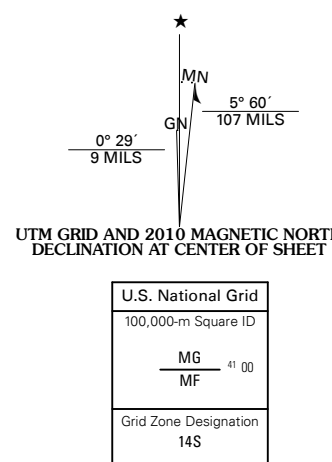 ★
MN
GN
5° 60´
107 MILS
0° 29´
9 MILS
UTM GRID AND 2010 MAGNETIC NORTH
DECLINATION AT CENTER OF SHEET
U.S. National Grid
100,000-m Square ID
MG
41 00
MF
Grid Zone Designation
14S